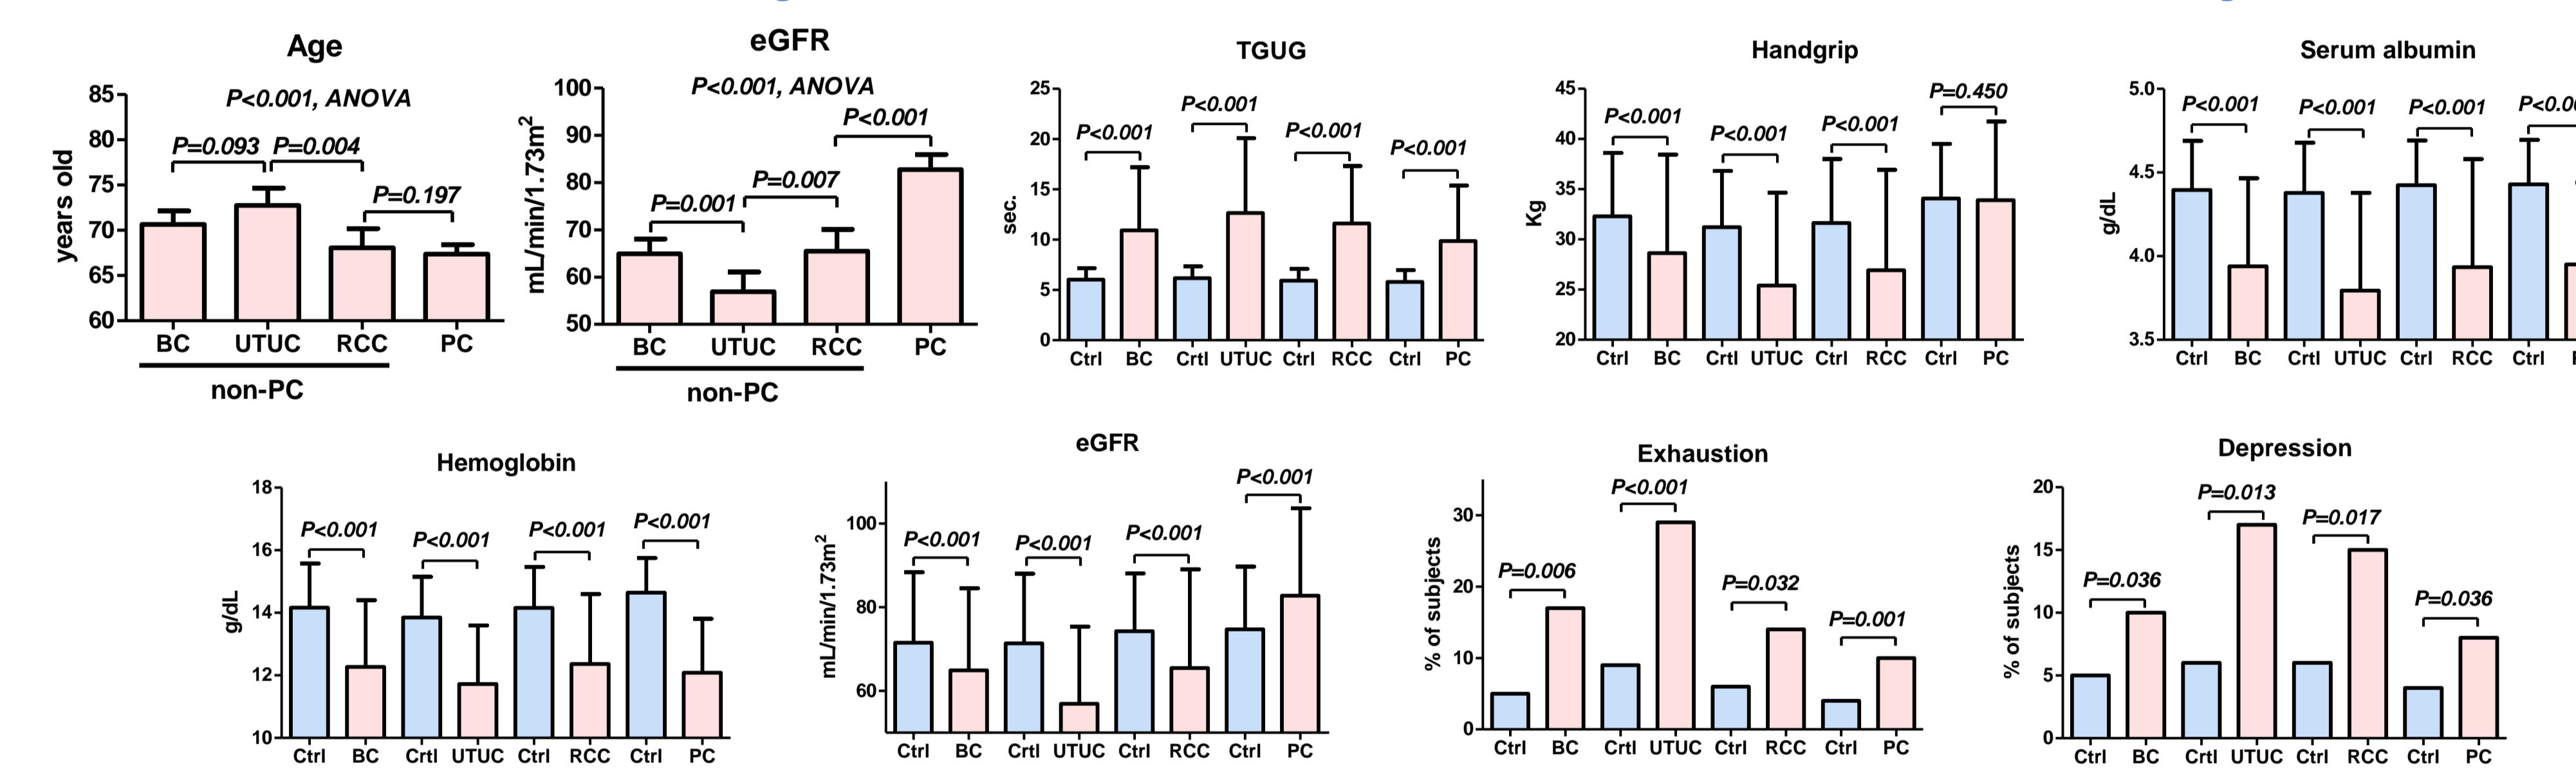 Age
P<0.001, ANOVA
P=0.093 P=0.004
P=0.197
years old
85
80
75
70
65
60
BC UTUC RCC PC
non-PC
eGFR
P<0.001, ANOVA
P<0.001
P=0.007
P=0.001
mL/min/1.73m²
100
90
80
70
60
50
BC UTUC RCC PC
non-PC
TGUG
P<0.001 P<0.001 P<0.001 P<0.001
sec.
25
20
15
10
5
0
Ctrl BC Crtl UTUC Ctrl RCC Ctrl PC
Handgrip
P<0.001 P<0.001 P<0.001 P=0.450
Kg
45
40
35
30
25
20
Ctrl BC Crtl UTUC Ctrl RCC Ctrl PC
Serum albumin
P<0.001 P<0.001 P<0.001
g/dL
5.0
4.5
4.0
3.5
Ctrl BC Crtl UTUC Ctrl RCC Ctrl
Hemoglobin
P<0.001 P<0.001 P<0.001 P<0.001
g/dL
18
16
14
12
10
Ctrl BC Crtl UTUC Ctrl RCC Ctrl PC
eGFR
P<0.001 P<0.001 P<0.001 P<0.001
mL/min/1.73m²
100
80
60
Ctrl BC Crtl UTUC Ctrl RCC Ctrl PC
Exhaustion
P=0.006 P<0.001 P=0.032 P=0.001
% of subjects
30
20
10
0
Ctrl BC Crtl UTUC Ctrl RCC Ctrl PC
Depression
P=0.036 P=0.013 P=0.017 P=0.036
% of subjects
20
15
10
5
0
Ctrl BC Crtl UTUC Ctrl RCC Ctrl PC